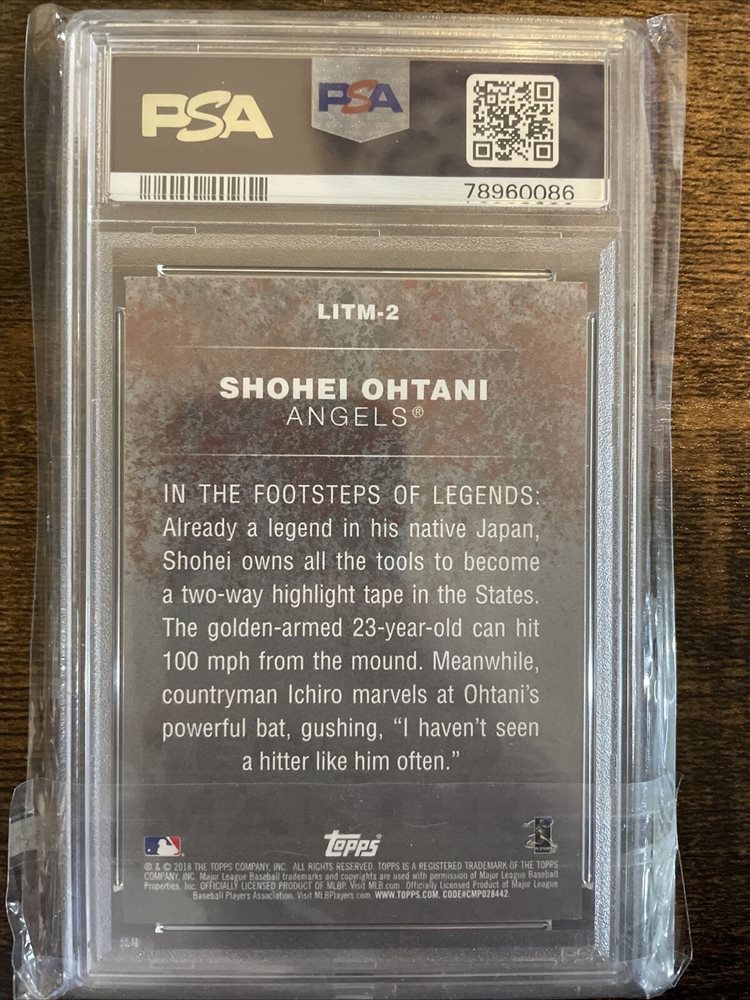 PSA PSA
78960086
LITM-2
SHOHEI OHTANI
ANGELS®
IN THE FOOTSTEPS OF LEGENDS:
Already a legend in his native Japan,
Shohei owns all the tools to become
a two-way highlight tape in the States.
The golden-armed 23-year-old can hit
100 mph from the mound. Meanwhile,
countryman Ichiro marvels at Ohtani's
powerful bat, gushing, “I haven't seen
a hitter like him often.”
topps
® & © 2018 THE TOPPS COMPANY, INC. ALL RIGHTS RESERVED. TOPPS IS A REGISTERED TRADEMARK OF THE TOPPS
COMPANY, INC. Major League Baseball trademarks and copyrights are used with permission of Major League Baseball
Properties, Inc. OFFICIALLY LICENSED PRODUCT OF MLBP. Visit MLB.com Officially Licensed Product of Major League
Baseball Players Association. Visit MLBPlayers.com. WWW.TOPPS.COM. CODE#CMP028442.